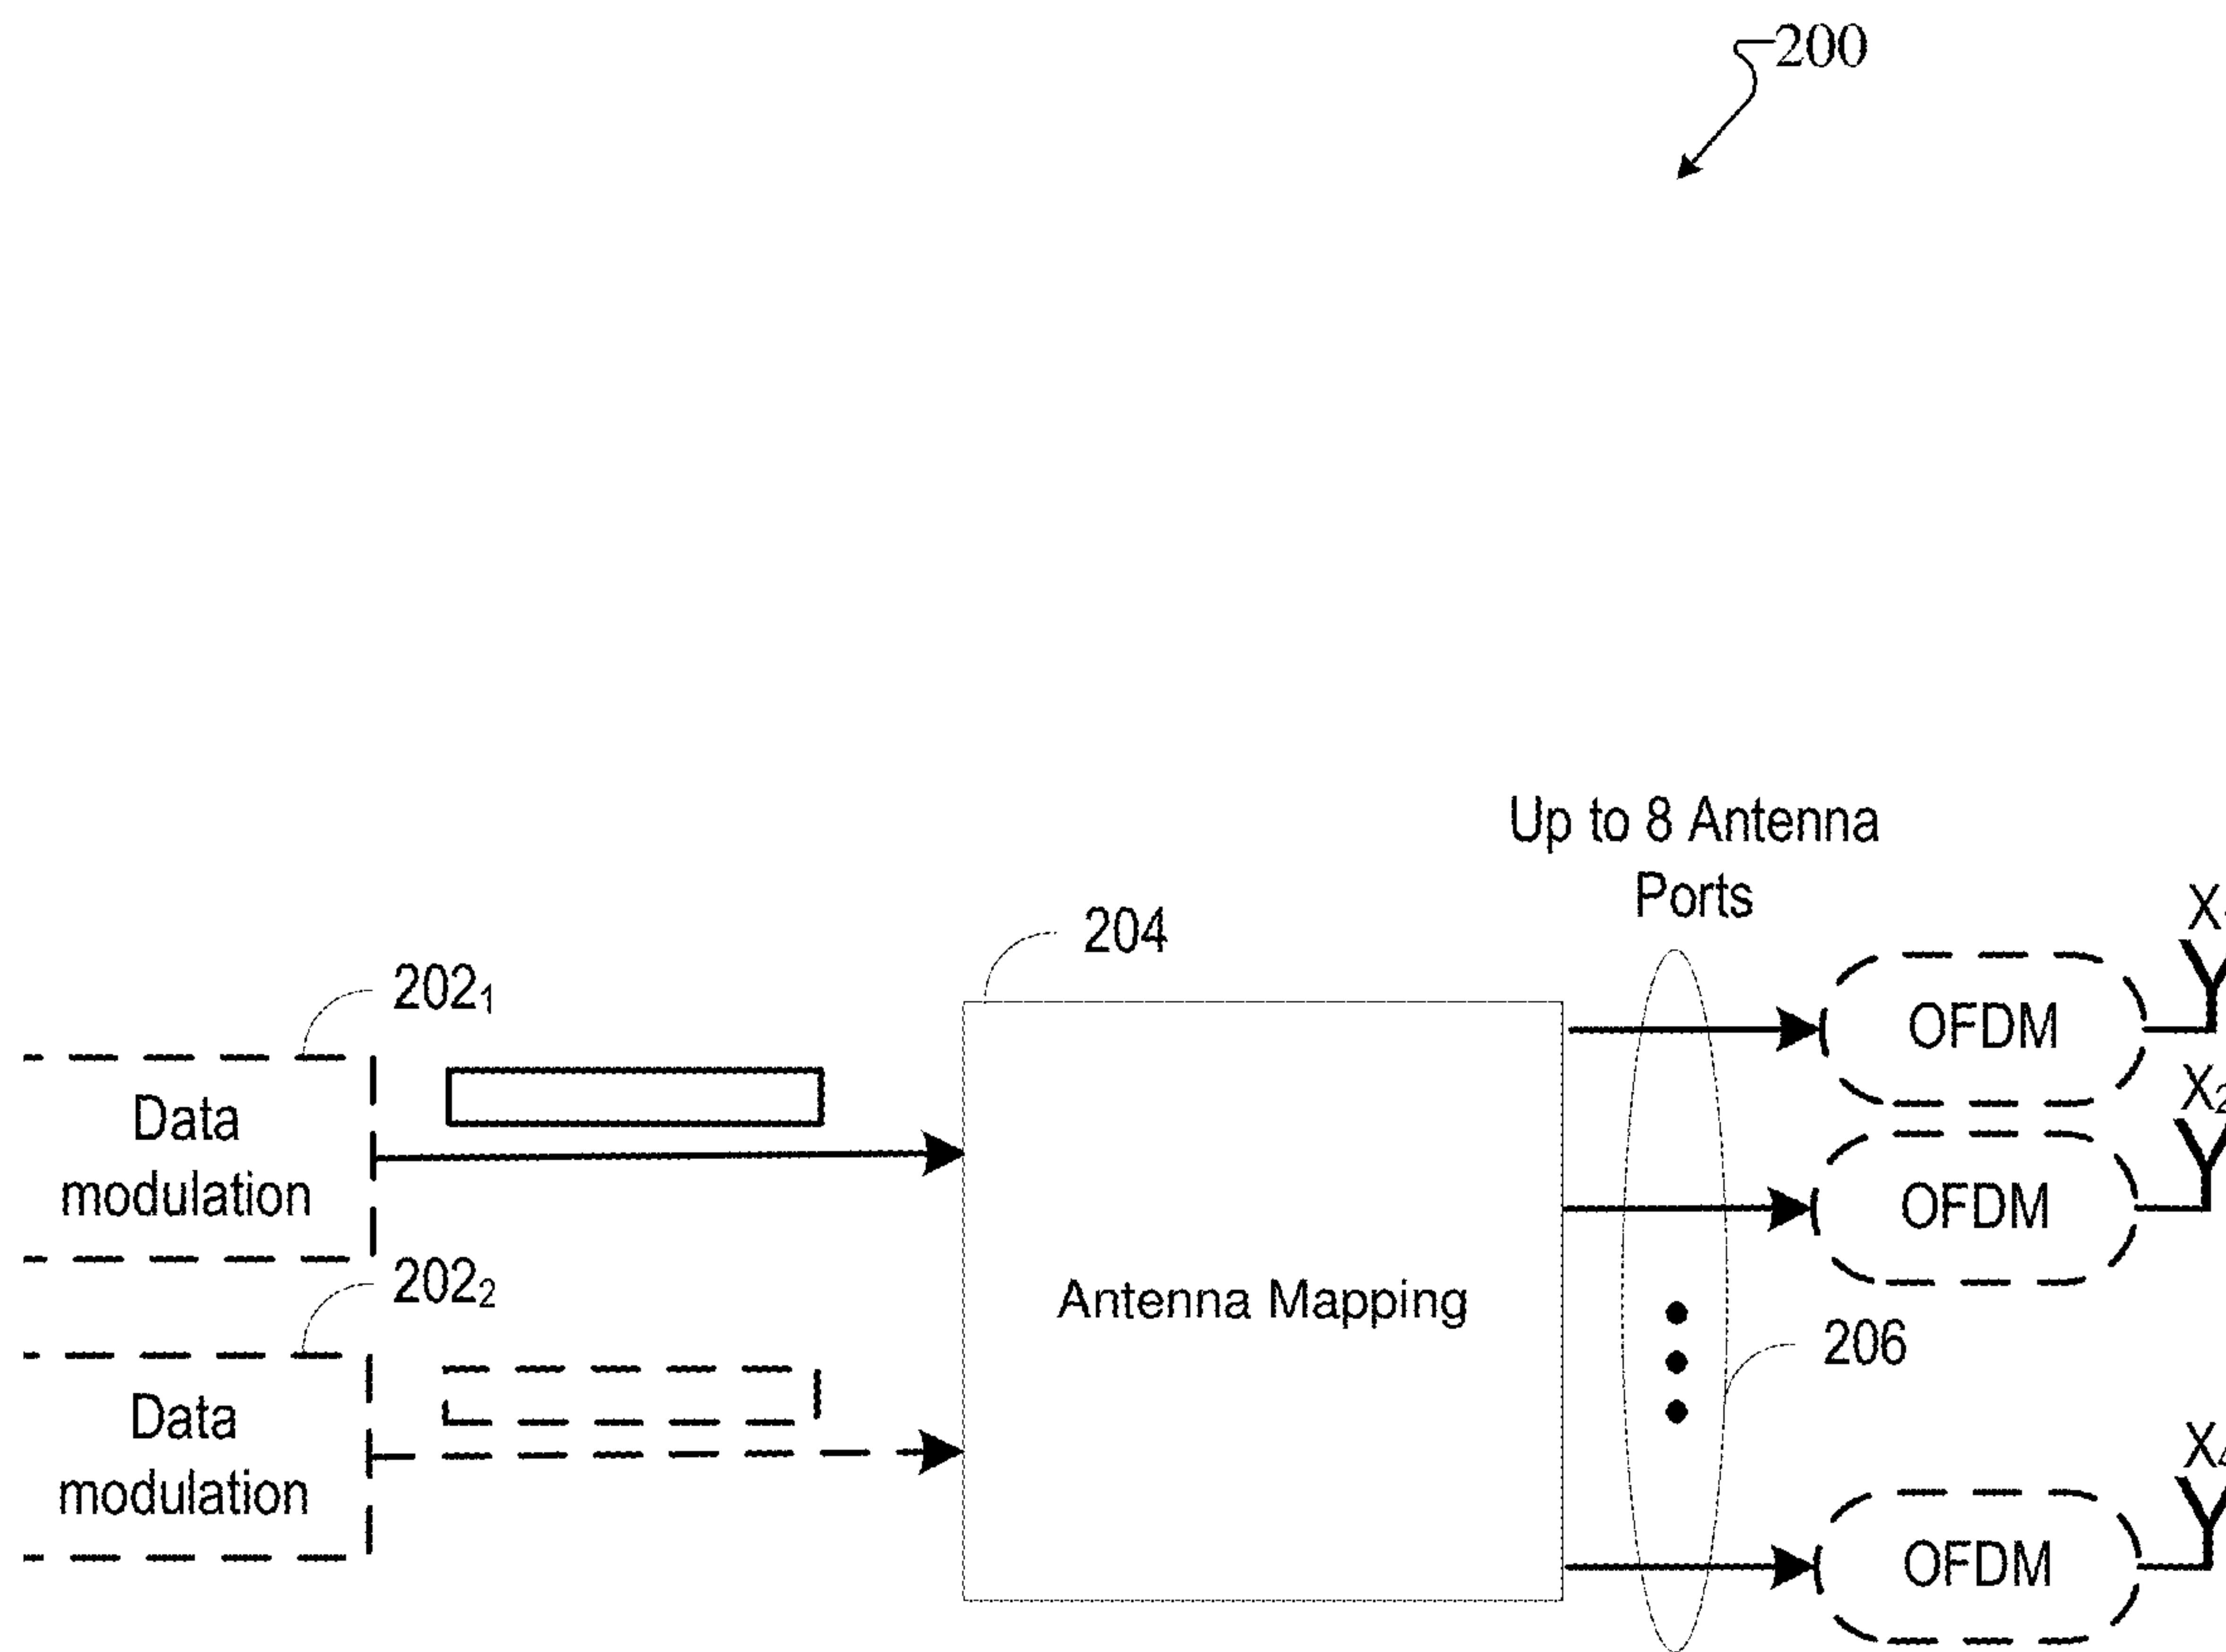 200
Up to 8 Antenna
Ports
204
202₁
OFDM
Data
modulation
X₂
OFDM
202₂
Antenna Mapping
206
Data
modulation
OFDM